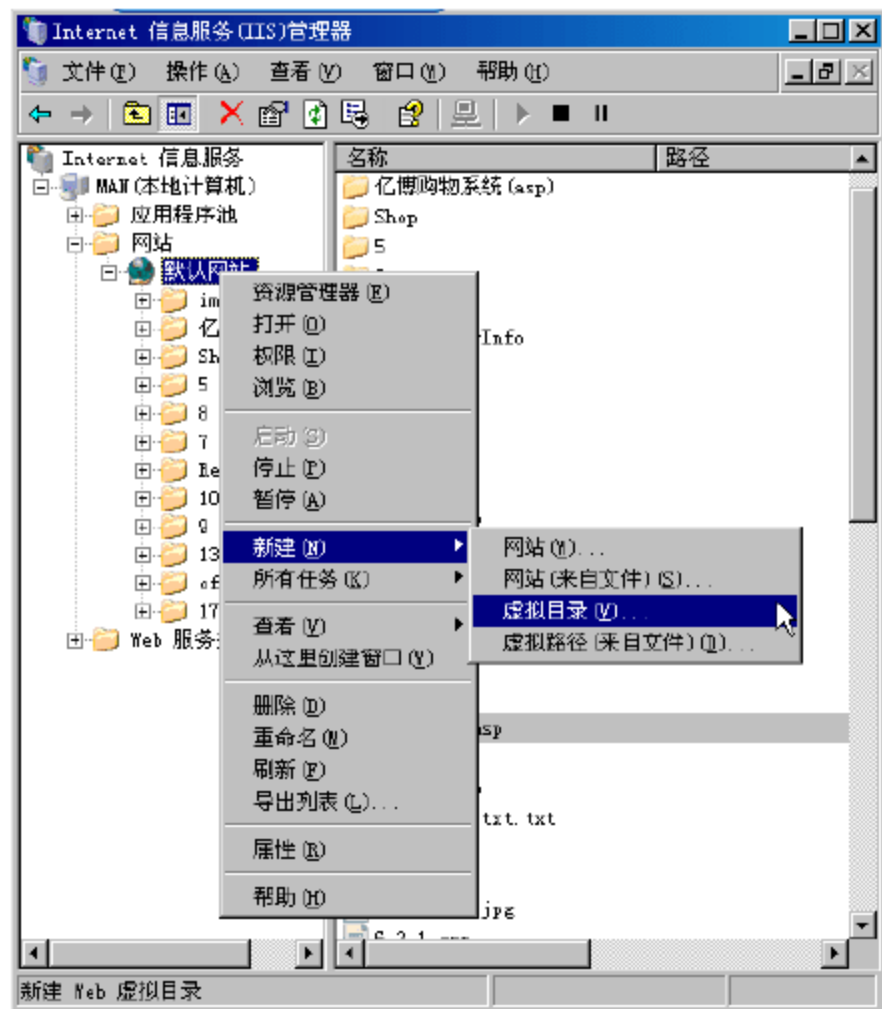 Internet 信息服务(IIS)管理器
文件(F) 操作(A) 查看(V) 窗口(W) 帮助(H)
Internet 信息服务
MAN(本地计算机)
应用程序池
网站
默认网站
im
亿
Sh
5
8
7
Re
10
9
13
of
17
Web 服务
名称 路径
亿博购物系统(asp)
Shop
5
rInfo
asp
txt.txt
jpg
资源管理器(E)
打开(O)
权限(I)
浏览(B)
启动(S)
停止(P)
暂停(A)
新建(N)
所有任务(K)
查看(V)
从这里创建窗口(Y)
删除(D)
重命名(M)
刷新(F)
导出列表(L)...
属性(R)
帮助(H)
网站(W)...
网站(来自文件)(S)...
虚拟目录(V)...
虚拟路径(来自文件)(I)...
新建 Web 虚拟目录